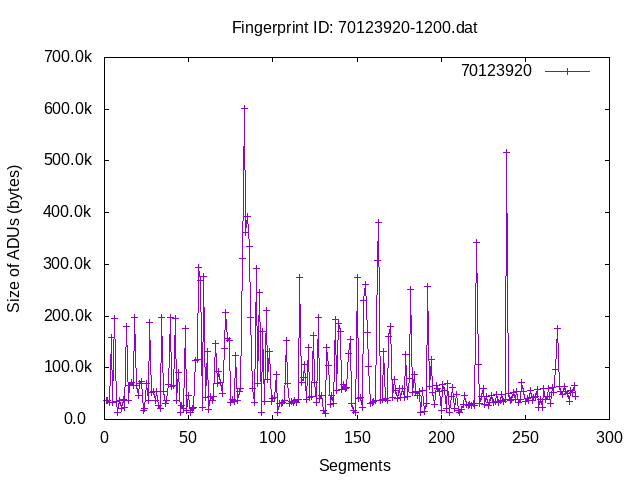 Fingerprint ID: 70123920-1200.dat
700.0k
70123920
600.0k
500.0k
400.0k
300.0k
200.0k
100.0k
0.0
Size of ADUs (bytes)
0 50 100 150 200 250 300
Segments